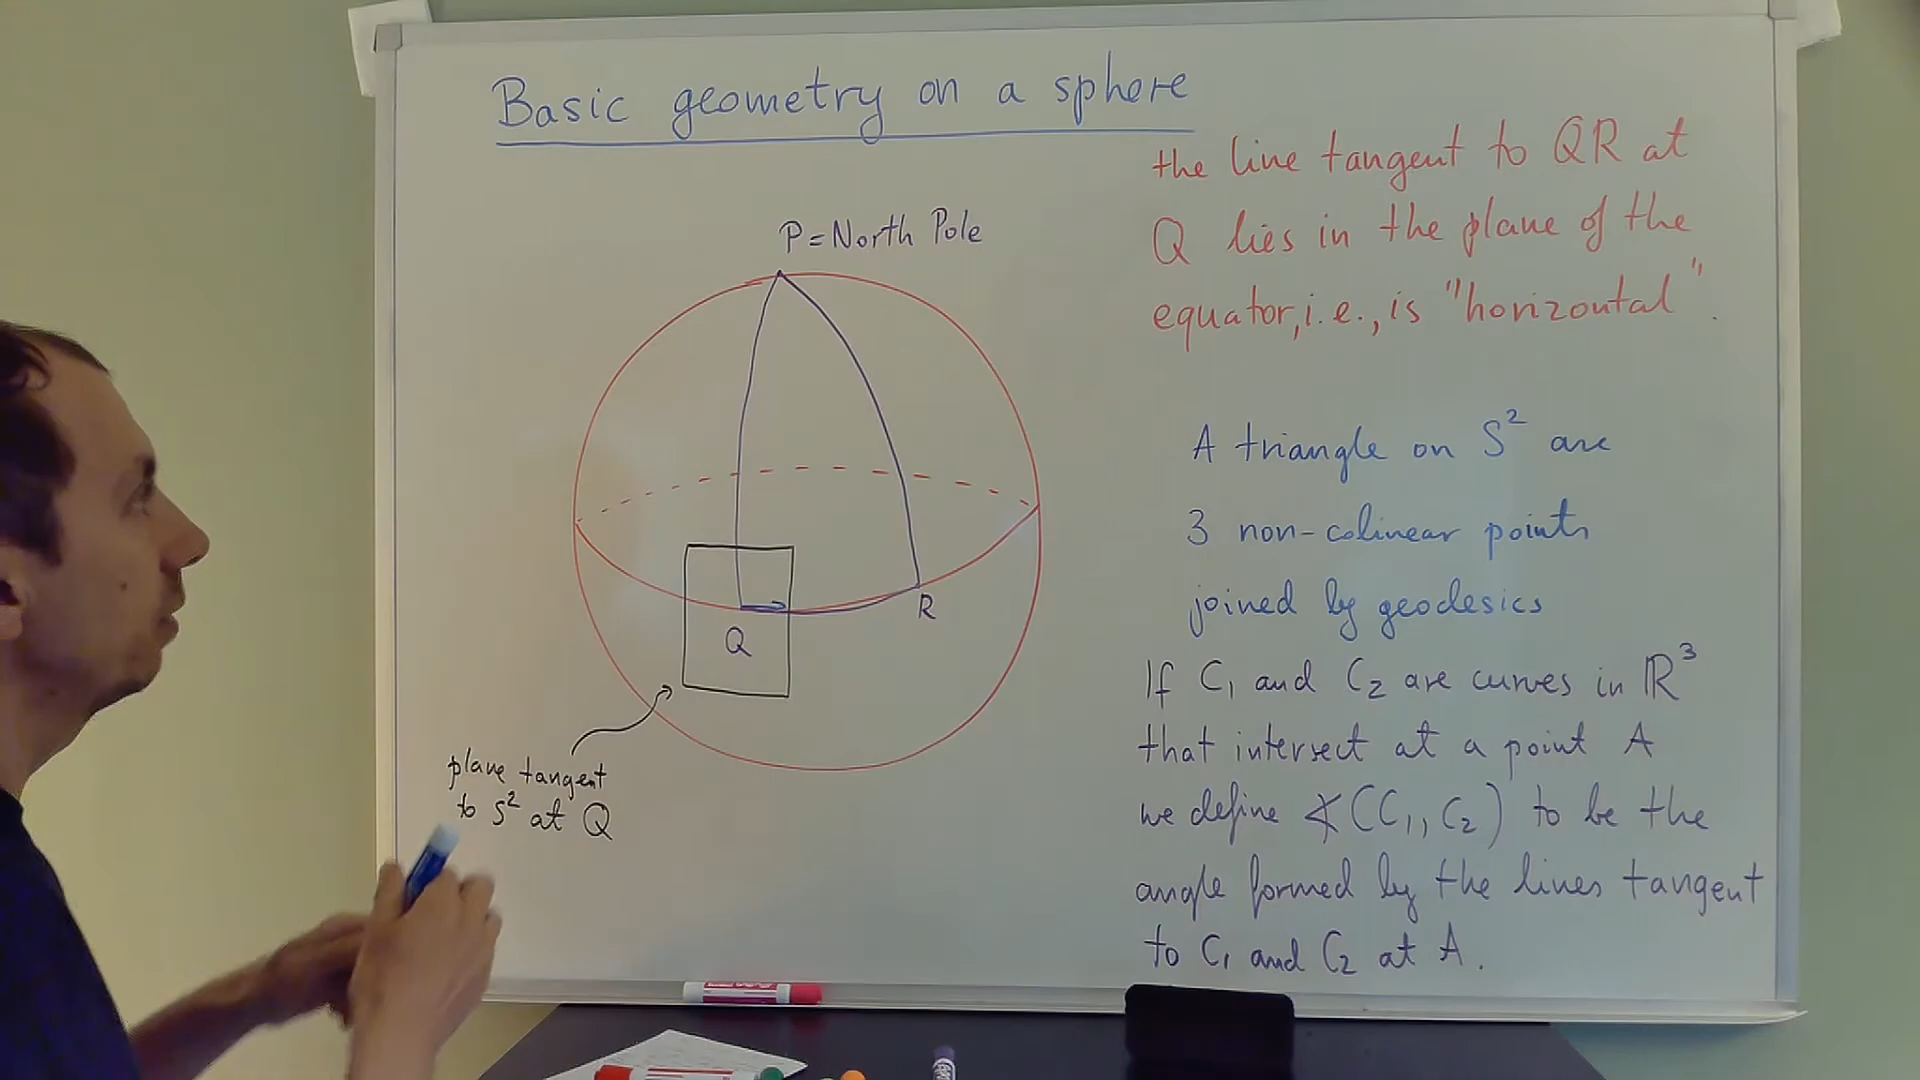 Basic geometry on a sphere
the line tangent to QR at
Q lies in the plane of the
equator, i.e., is "horizontal".
P = North Pole
A triangle on S² are
3 non-colinear points
joined by geodesics
R
Q
If C₁ and C₂ are curves in ℝ³
that intersect at a point A
we define ∢(C₁, C₂) to be the
angle formed by the lines tangent
to C₁ and C₂ at A.
plane tangent
to S² at Q